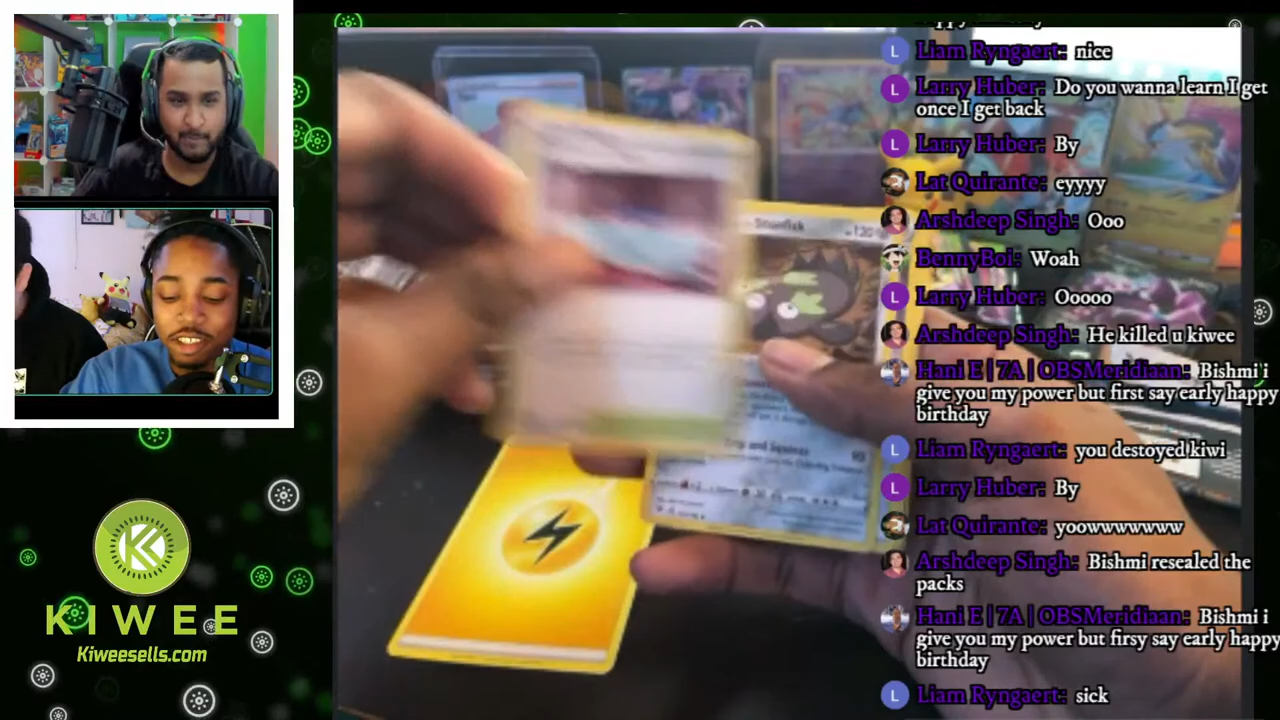 Liam Ryngaert: nice
Larry Huber: Do you wanna learn I get
once I get back
Larry Huber: By
Lat Quirante: eyyyy
Arshdeep Singh: Ooo
BennyBoi: Woah
Larry Huber: Ooooo
Arshdeep Singh: He killed u kiwee
Hani E | 7A | OBSMeridiaan: Bishmi i
give you my power but first say early happy
birthday
Liam Ryngaert: you destoyed kiwi
Larry Huber: By
Lat Quirante: yoowwwwwww
Arshdeep Singh: Bishmi resealed the
packs
Hani E | 7A | OBSMeridiaan: Bishmi i
give you my power but firsy say early happy
birthday
Liam Ryngaert: sick
L
L
L
L
L
L
Stunfisk
120
K
KIWEE
Kiweesells.com